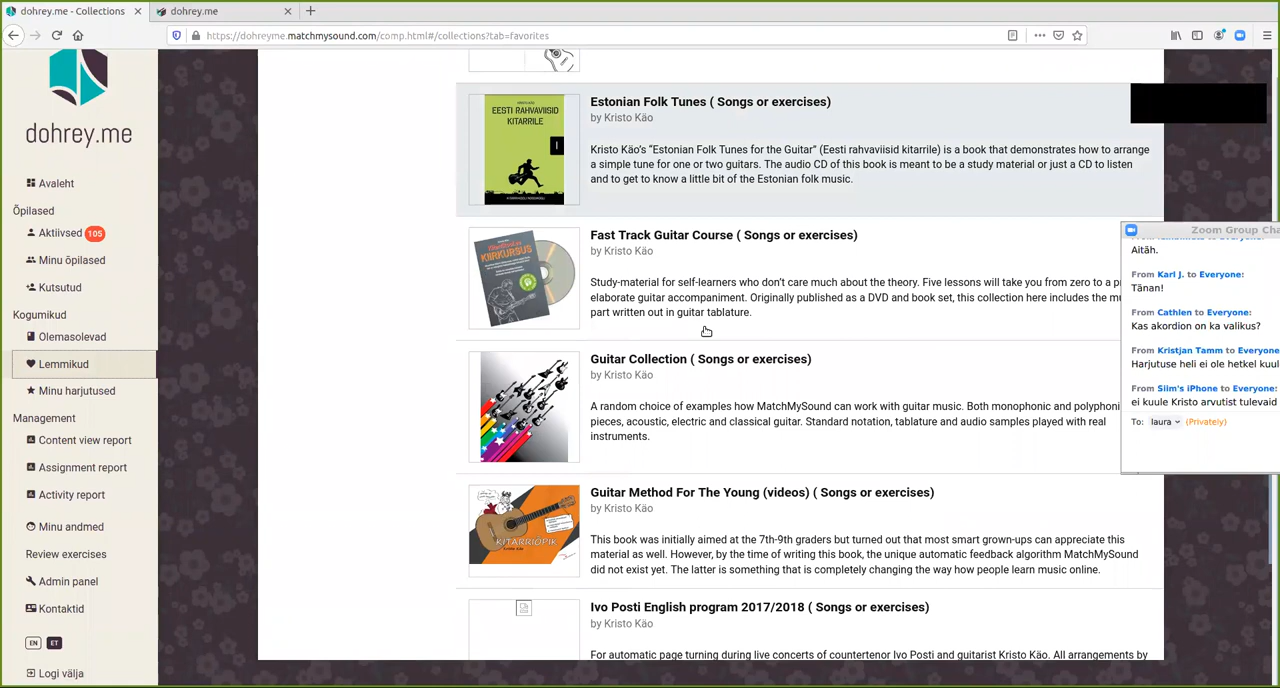 dohrey.me - Collections
dohrey.me
https://dohreyme.matchmysound.com/comp.html#/collections?tab=favorites
dohrey.me
Avaleht
Õpilased
Aktiivsed 105
Minu õpilased
Kutsutud
Kogumikud
Olemasolevad
Lemmikud
Minu harjutused
Management
Content view report
Assignment report
Activity report
Minu andmed
Review exercises
Admin panel
Kontaktid
EN ET
Logi välja
EESTI RAHVAVIISID
KITARRILE
I
Estonian Folk Tunes ( Songs or exercises)
by Kristo Käo
Kristo Käo's “Estonian Folk Tunes for the Guitar” (Eesti rahvaviisid kitarrile) is a book that demonstrates how to arrange
a simple tune for one or two guitars. The audio CD of this book is meant to be a study material or just a CD to listen
and to get to know a little bit of the Estonian folk music.
KIIRKURSUS
Fast Track Guitar Course ( Songs or exercises)
by Kristo Käo
Study-material for self-learners who don't care much about the theory. Five lessons will take you from zero to a
elaborate guitar accompaniment. Originally published as a DVD and book set, this collection here includes the
part written out in guitar tablature.
Guitar Collection ( Songs or exercises)
by Kristo Käo
A random choice of examples how MatchMySound can work with guitar music. Both monophonic and
pieces, acoustic, electric and classical guitar. Standard notation, tablature and audio samples played with real
instruments.
KITARRIÕPIK
Guitar Method For The Young (videos) ( Songs or exercises)
by Kristo Käo
This book was initially aimed at the 7th-9th graders but turned out that most smart grown-ups can appreciate this
material as well. However, by the time of writing this book, the unique automatic feedback algorithm MatchMySound
did not exist yet. The latter is something that is completely changing the way how people learn music online.
Ivo Posti English program 2017/2018 ( Songs or exercises)
by Kristo Käo
For automatic page turning during live concerts of countertenor Ivo Posti and guitarist Kristo Käo. All arrangements by
Zoom Group Cha
Aitäh.
From Karl J. to Everyone:
Tänan!
From Cathlen to Everyone:
Kas akordion on ka valikus?
From Kristjan Tamm to Everyone
Harjutuse heli ei ole hetkel kuul
From Siim's iPhone to Everyone:
ei kuule Kristo arvutist tulevaid
To: laura (Privately)